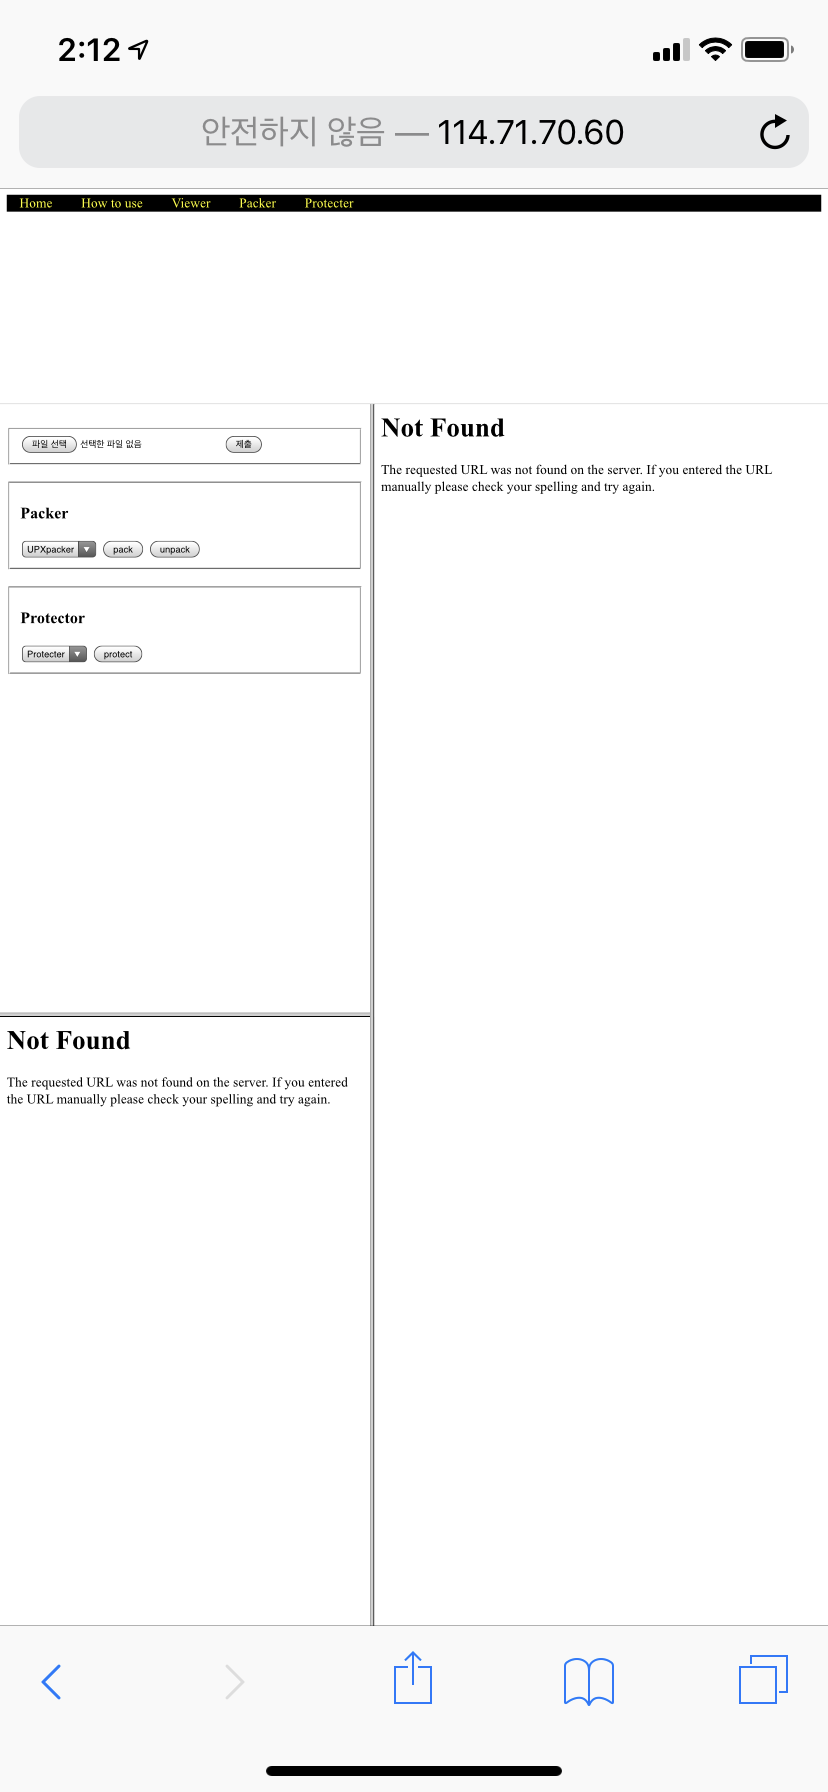 2:12
안전하지 않음 — 114.71.70.60
Home How to use Viewer Packer Protecter
파일 선택 선택한 파일 없음 제출
Packer
UPXpacker pack unpack
Protector
Protecter protect
Not Found
The requested URL was not found on the server. If you entered the URL
manually please check your spelling and try again.
Not Found
The requested URL was not found on the server. If you entered
the URL manually please check your spelling and try again.